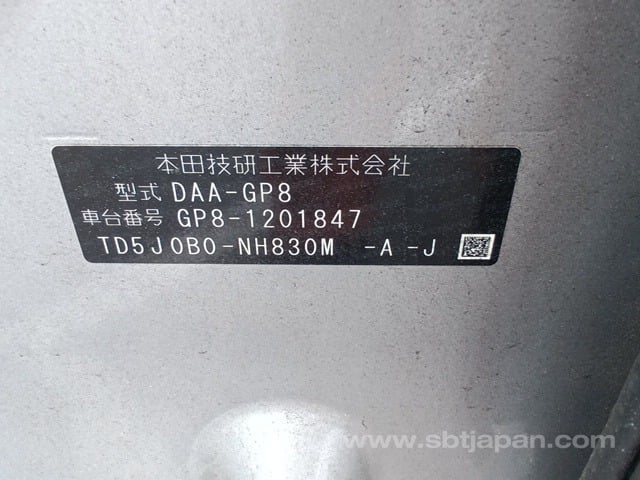 本田技研工業株式会社
型式 DAA-GP8
車台番号 GP8-1201847
TD5J0B0-NH830M -A -J
www.sbtjapan.com